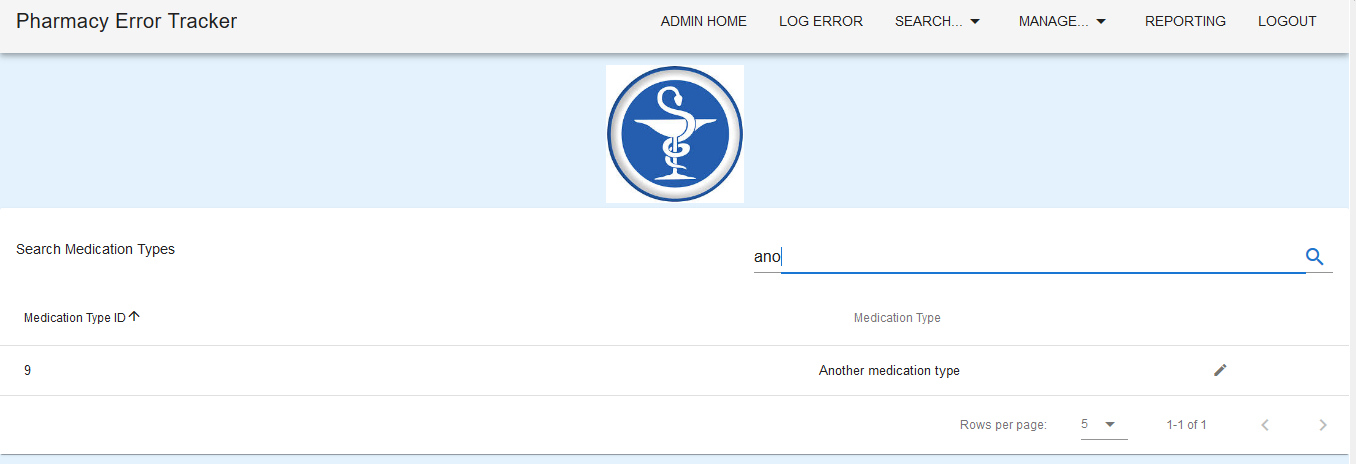 Pharmacy Error Tracker ADMIN HOME LOG ERROR SEARCH... MANAGE... REPORTING LOGOUT
Search Medication Types
ano
Medication Type ID Medication Type
9 Another medication type
Rows per page: 5 1-1 of 1